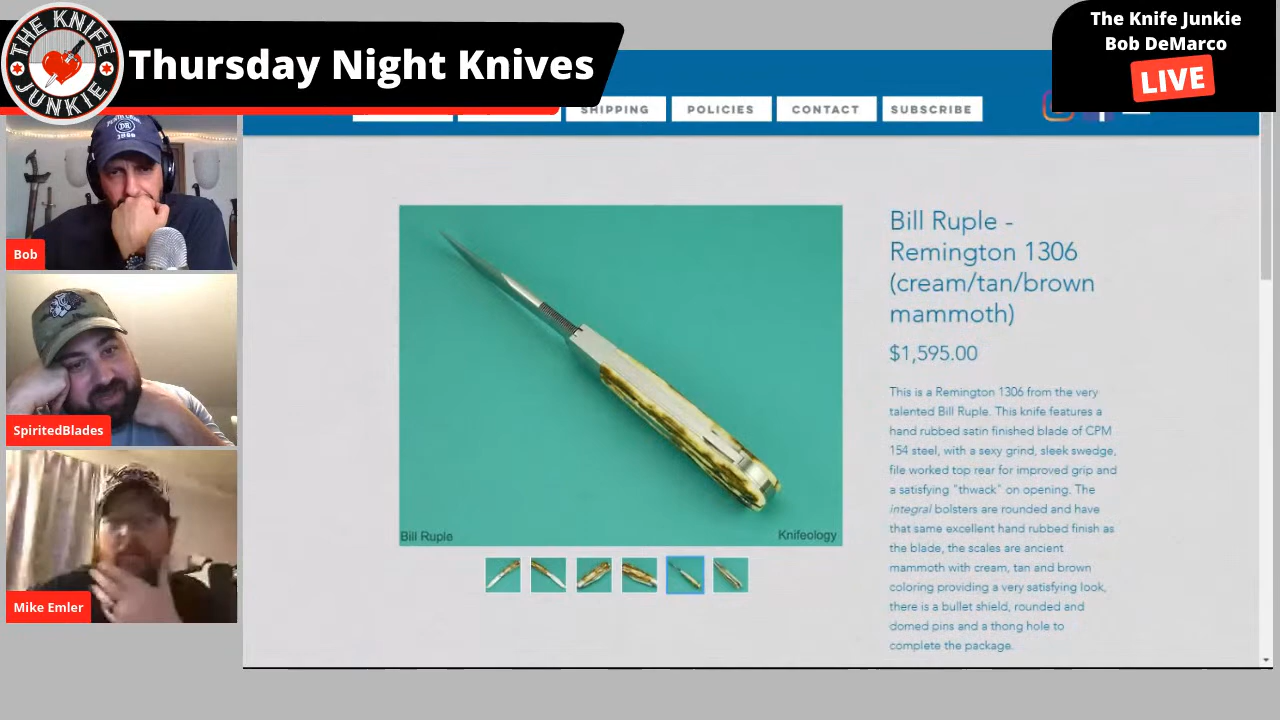 THE KNIFE
JUNKIE
Thursday Night Knives
The Knife Junkie
Bob DeMarco
LIVE
SHIPPING
POLICIES
CONTACT
SUBSCRIBE
Bob
SpiritedBlades
Mike Emler
Bill Ruple -
Remington 1306
(cream/tan/brown
mammoth)
$1,595.00
This is a Remington 1306 from the very
talented Bill Ruple. This knife features a
hand rubbed satin finished blade of CPM
154 steel, with a sexy grind, sleek swedge,
file worked top rear for improved grip and
a satisfying "thwack" on opening. The
integral bolsters are rounded and have
that same excellent hand rubbed finish as
the blade, the scales are ancient
mammoth with cream, tan and brown
coloring providing a very satisfying look,
there is a bullet shield, rounded and
domed pins and a thong hole to
complete the package.
Bill Ruple
Knifeology